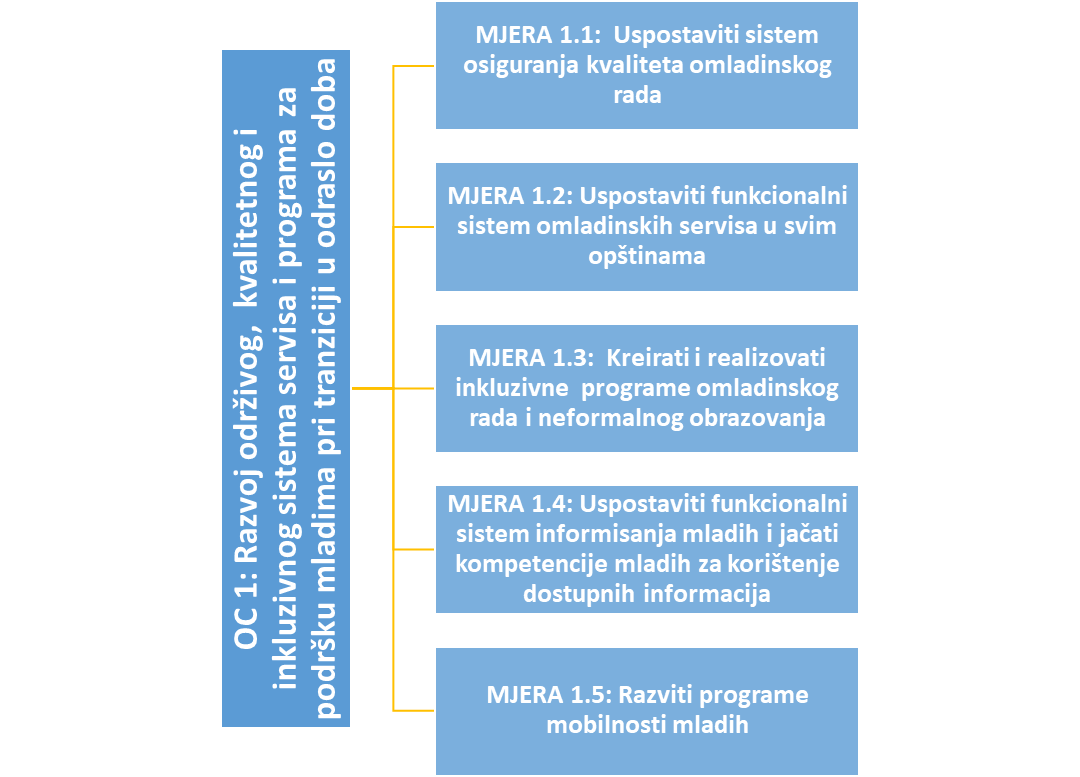 OC 1: Razvoj održivog, kvalitetnog i
inkluzivnog sistema servisa i programa za
podršku mladima pri tranziciji u odraslo doba
MJERA 1.1: Uspostaviti sistem
osiguranja kvaliteta omladinskog
rada
MJERA 1.2: Uspostaviti funkcionalni
sistem omladinskih servisa u svim
opštinama
MJERA 1.3: Kreirati i realizovati
inkluzivne programe omladinskog
rada i neformalnog obrazovanja
MJERA 1.4: Uspostaviti funkcionalni
sistem informisanja mladih i jačati
kompetencije mladih za korištenje
dostupnih informacija
MJERA 1.5: Razviti programe
mobilnosti mladih